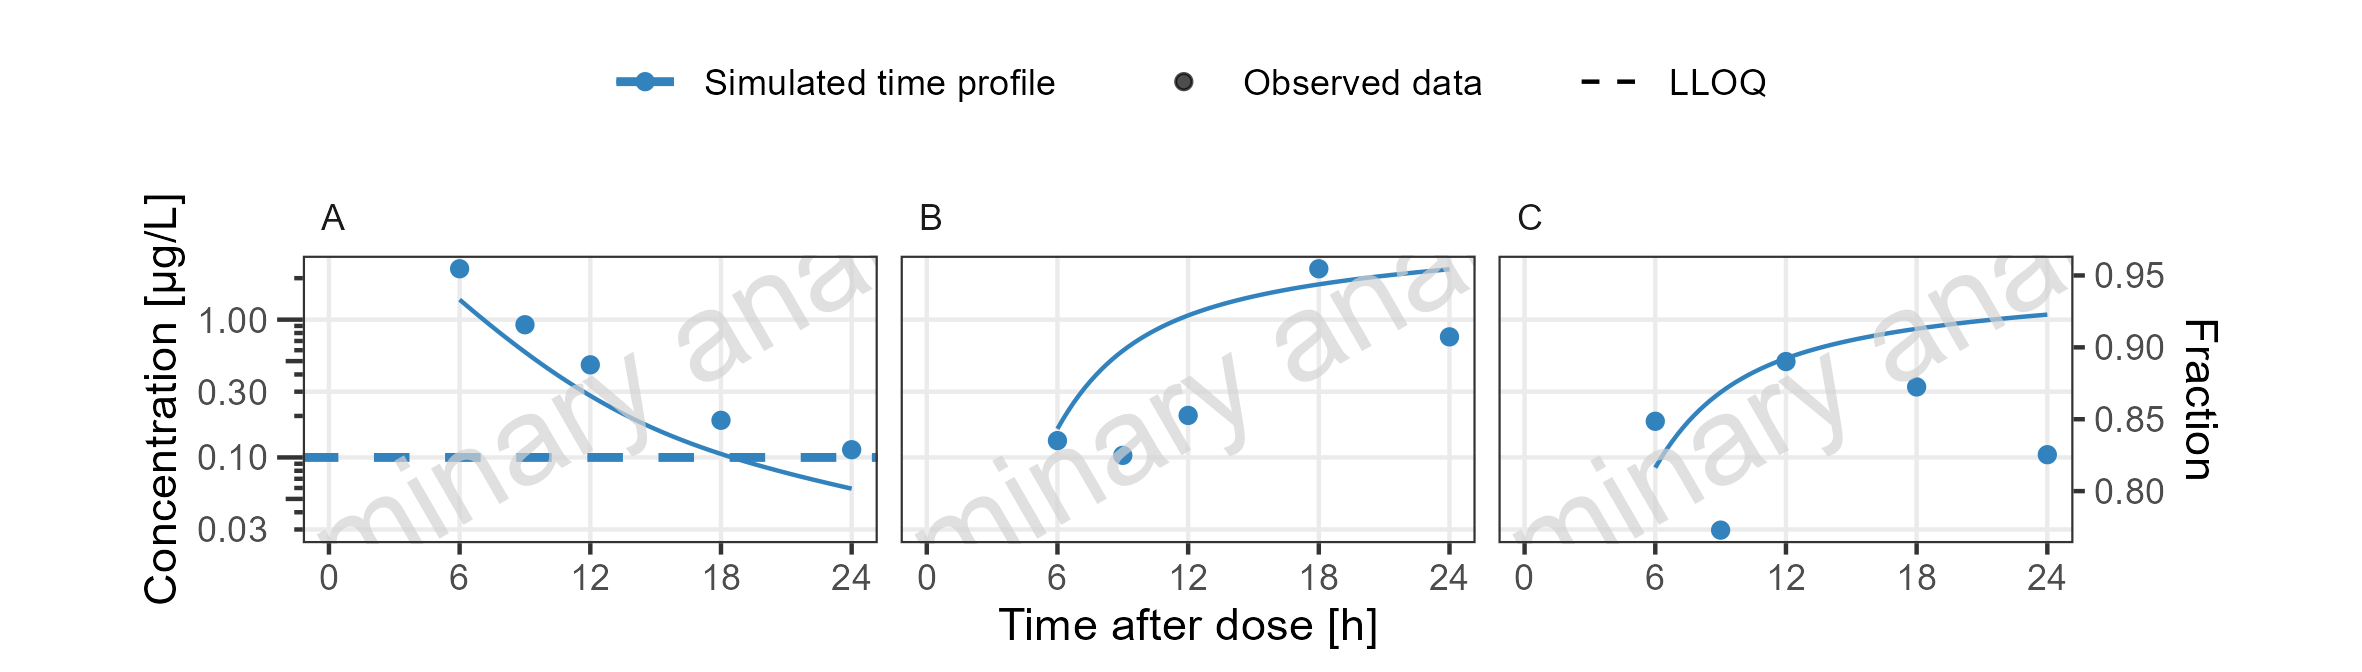 Simulated time profile
Observed data
LLOQ
A
B
C
Concentration [µg/L]
1.00
0.30
0.10
0.03
minary ana
minary ana
minary ana
0.95
0.90
0.85
0.80
Fraction
0 6 12 18 24
0 6 12 18 24
0 6 12 18 24
Time after dose [h]